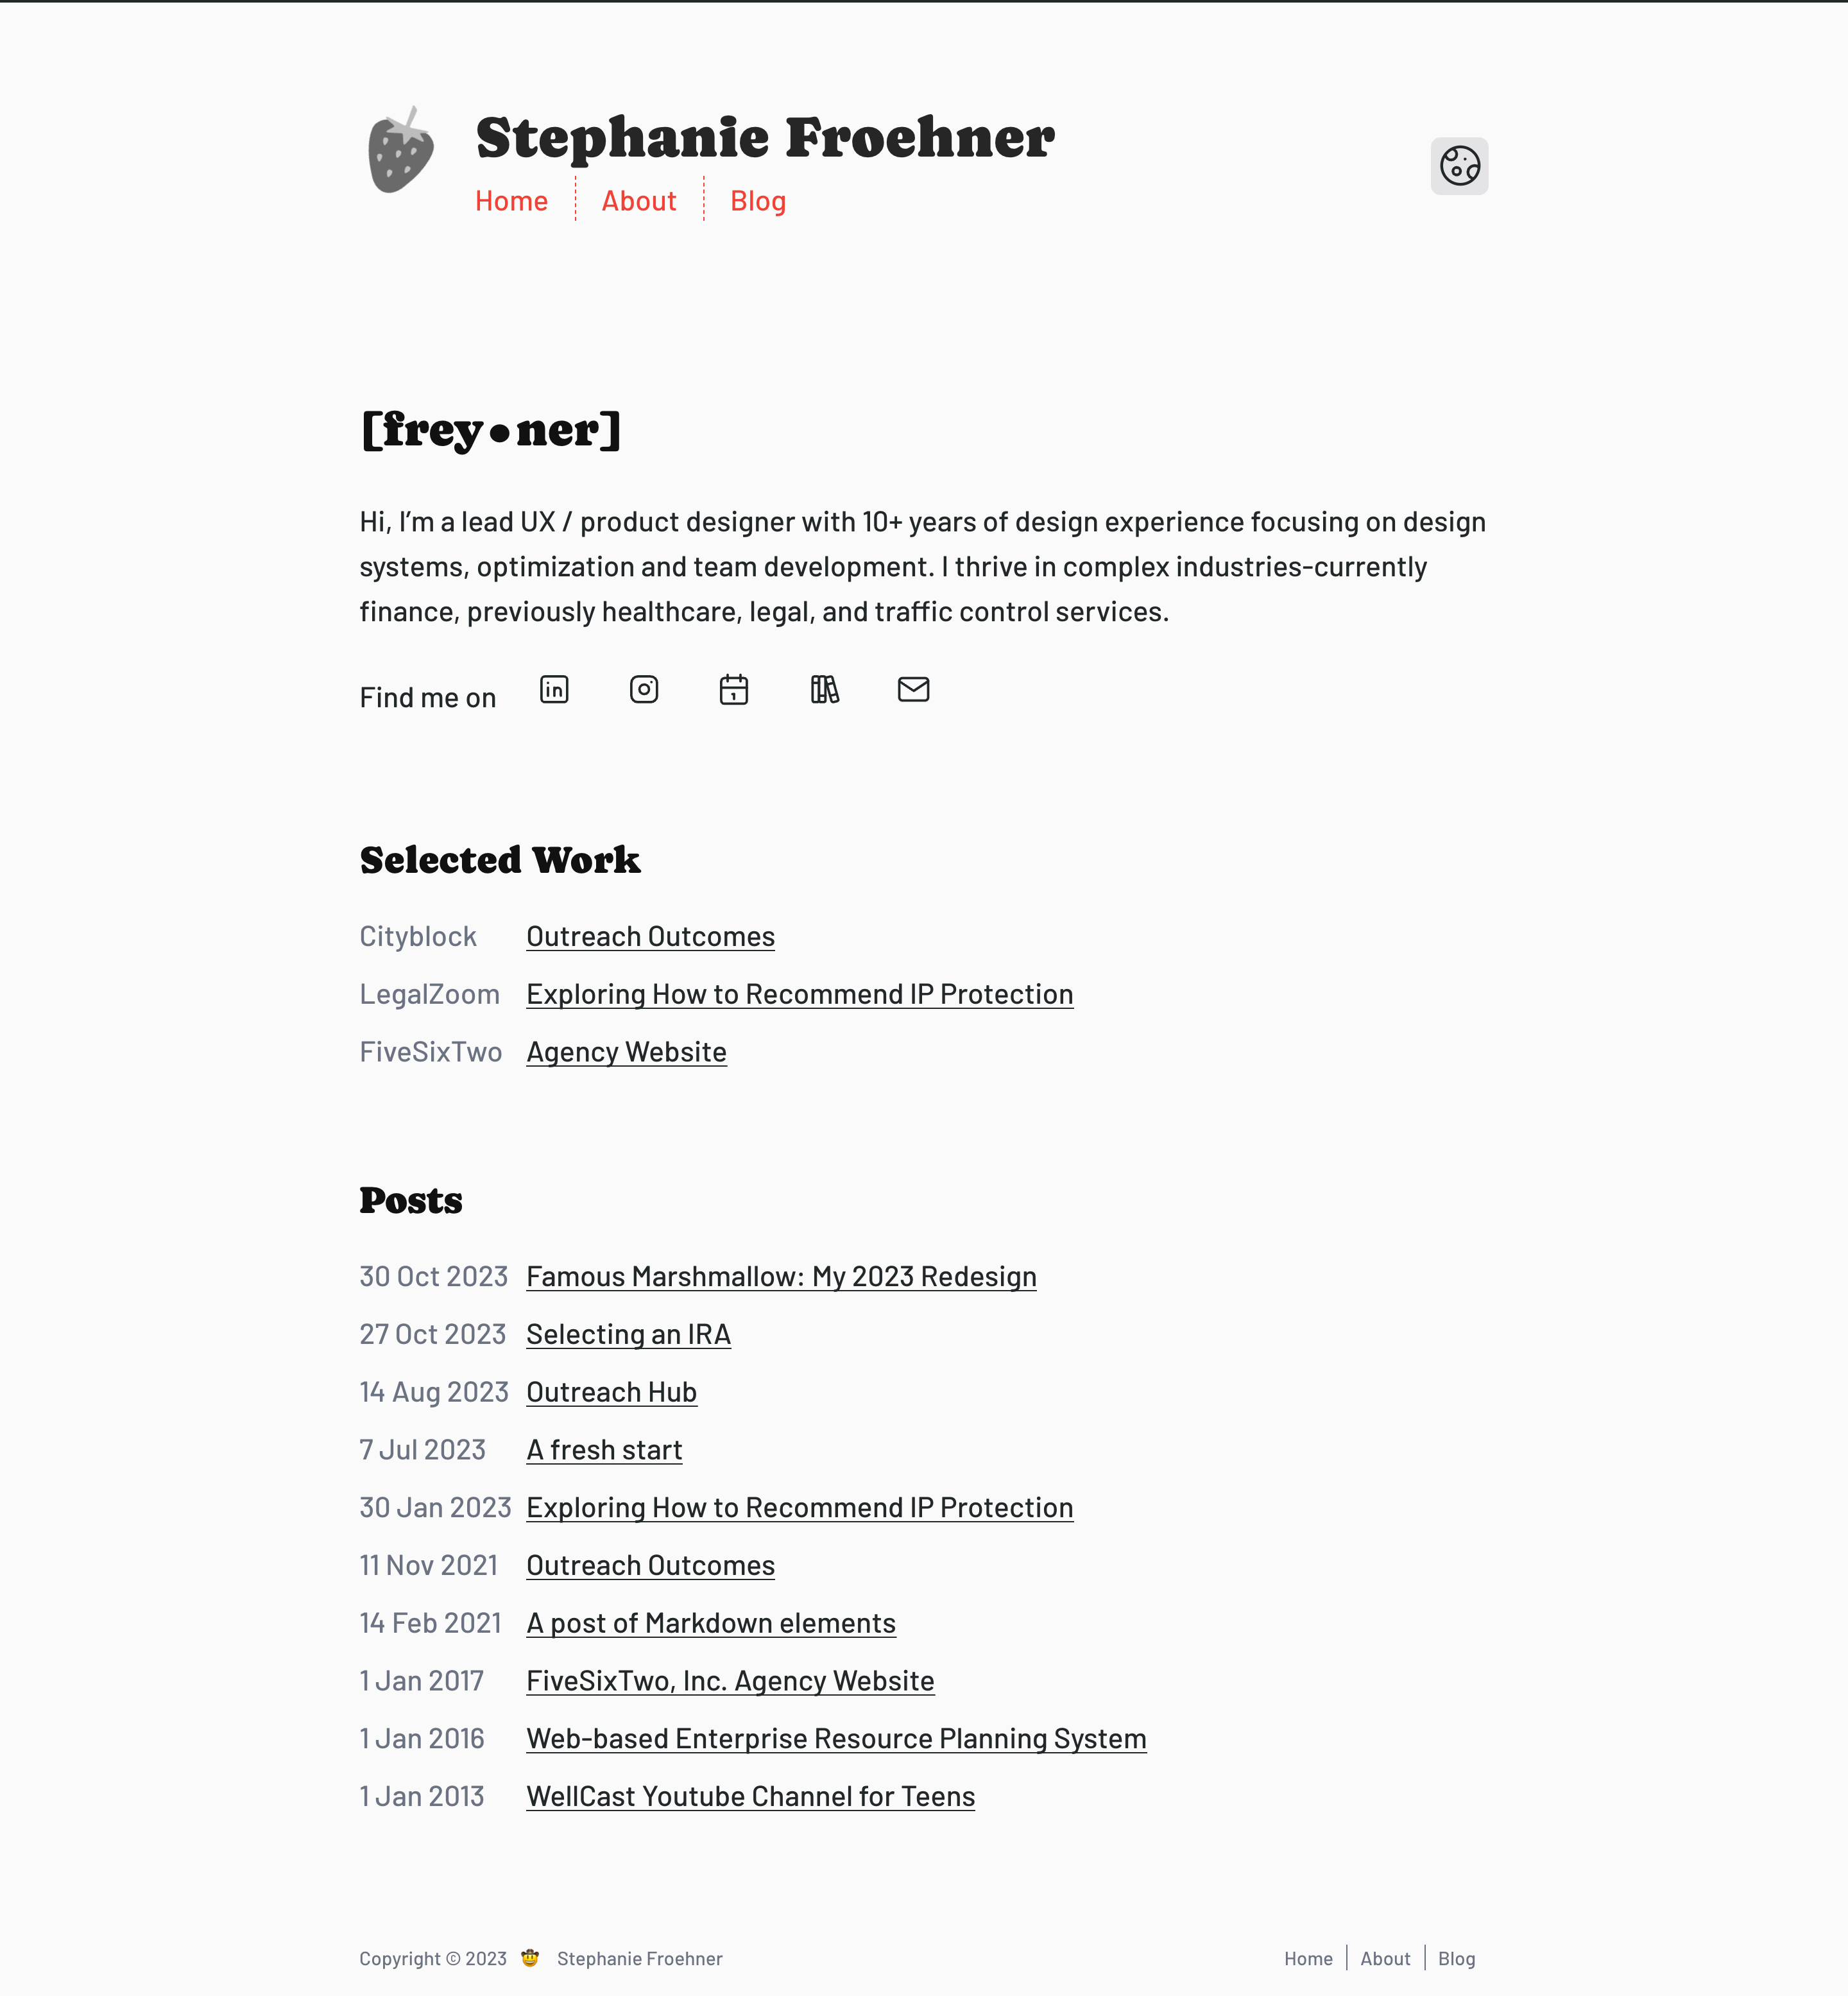 Stephanie Froehner
Home
About
Blog
[frey•ner]
Hi, I’m a lead UX / product designer with 10+ years of design experience focusing on design
systems, optimization and team development. I thrive in complex industries–currently
finance, previously healthcare, legal, and traffic control services.
Find me on
Selected Work
Cityblock Outreach Outcomes
LegalZoom Exploring How to Recommend IP Protection
FiveSixTwo Agency Website
Posts
30 Oct 2023 Famous Marshmallow: My 2023 Redesign
27 Oct 2023 Selecting an IRA
14 Aug 2023 Outreach Hub
7 Jul 2023 A fresh start
30 Jan 2023 Exploring How to Recommend IP Protection
11 Nov 2021 Outreach Outcomes
14 Feb 2021 A post of Markdown elements
1 Jan 2017 FiveSixTwo, Inc. Agency Website
1 Jan 2016 Web-based Enterprise Resource Planning System
1 Jan 2013 WellCast Youtube Channel for Teens
Copyright © 2023 🤠 Stephanie Froehner
Home
About
Blog